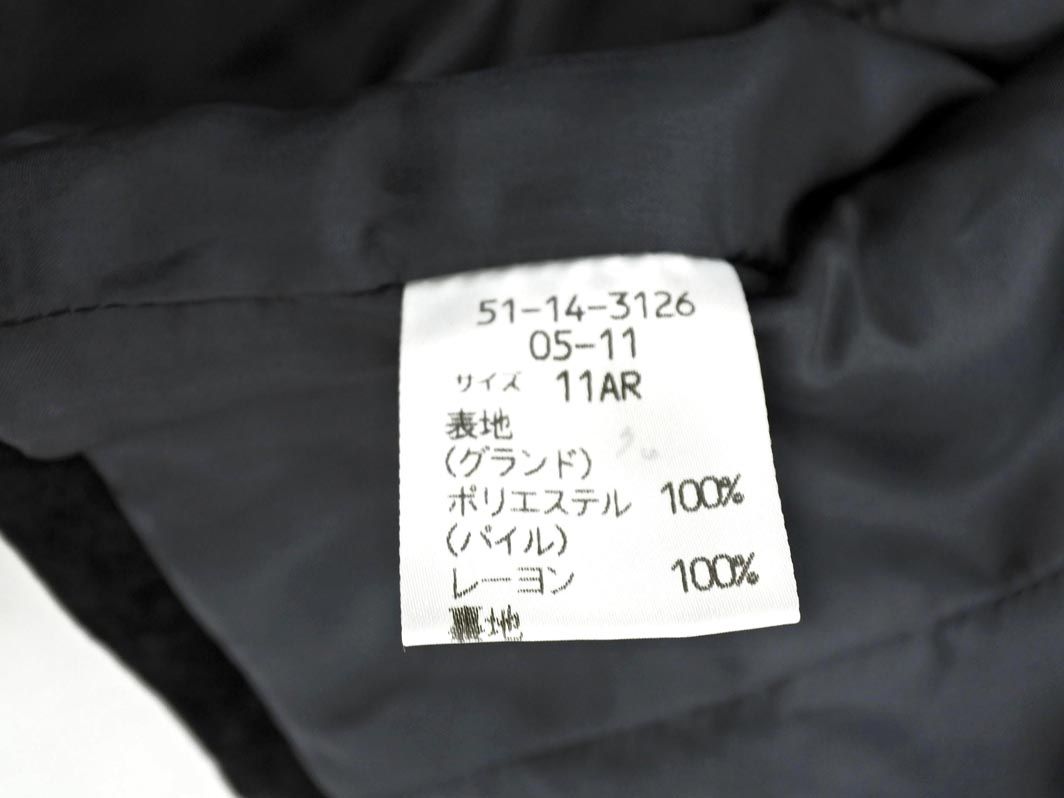 51-14-3126
05-11
サイズ 11AR
表地
(グランド)
ポリエステル 100%
(パイル)
レーヨン 100%
裏地